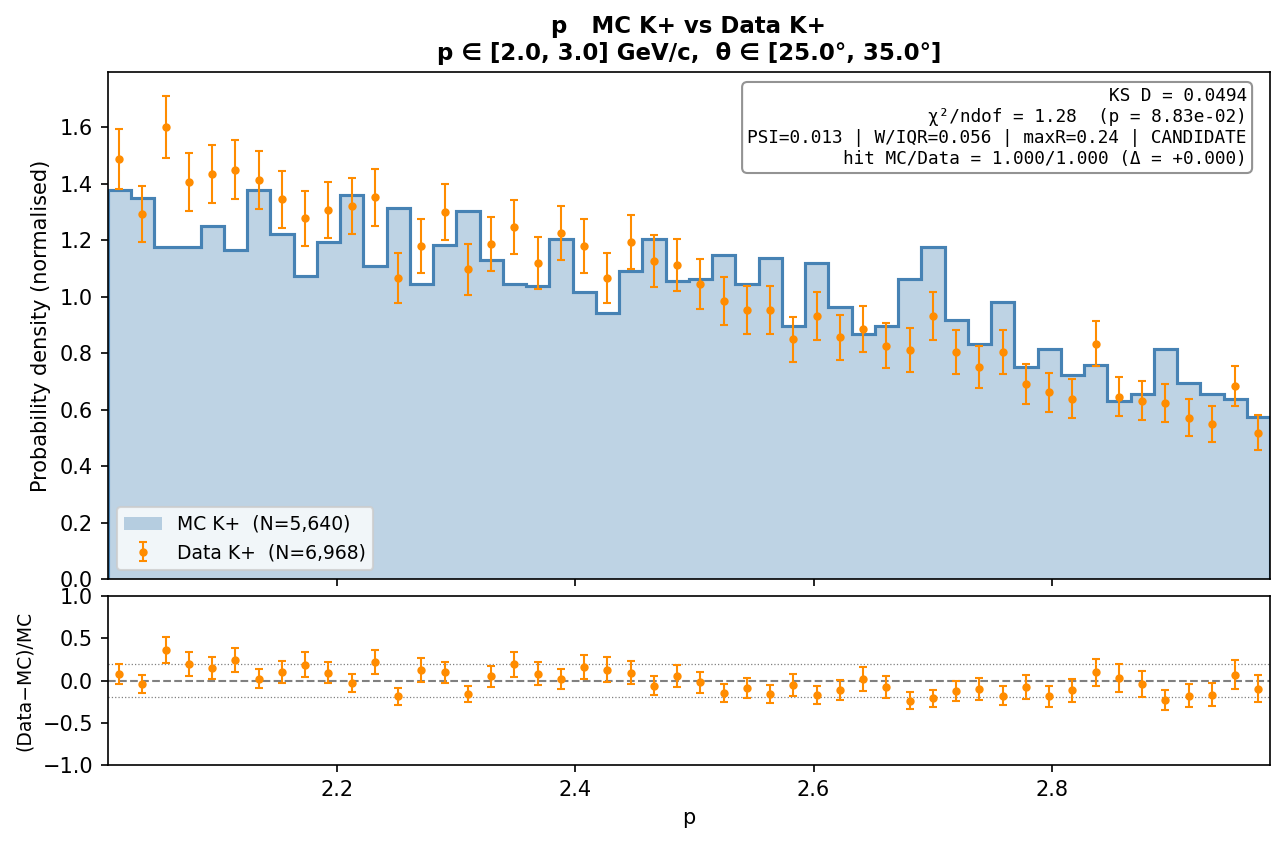 p   MC K+ vs Data K+
p ∈ [2.0, 3.0] GeV/c,  θ ∈ [25.0°, 35.0°]
KS D = 0.0494
χ²/ndof = 1.28  (p = 8.83e-02)
PSI=0.013 | W/IQR=0.056 | maxR=0.24 | CANDIDATE
hit MC/Data = 1.000/1.000 (Δ = +0.000)
Probability density (normalised)
1.6
1.4
1.2
1.0
0.8
0.6
0.4
0.2
0.0
MC K+  (N=5,640)
Data K+  (N=6,968)
(Data−MC)/MC
1.0
0.5
0.0
−0.5
−1.0
2.2
2.4
2.6
2.8
p